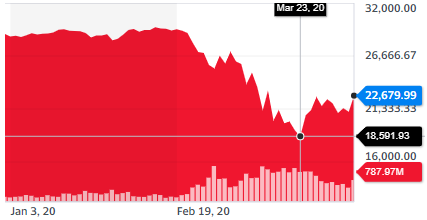 Mar 23, 20
32,000.00
26,666.67
22,679.99
21,333.33
18,591.93
16,000.00
787.97M
Jan 3, 20
Feb 19, 20